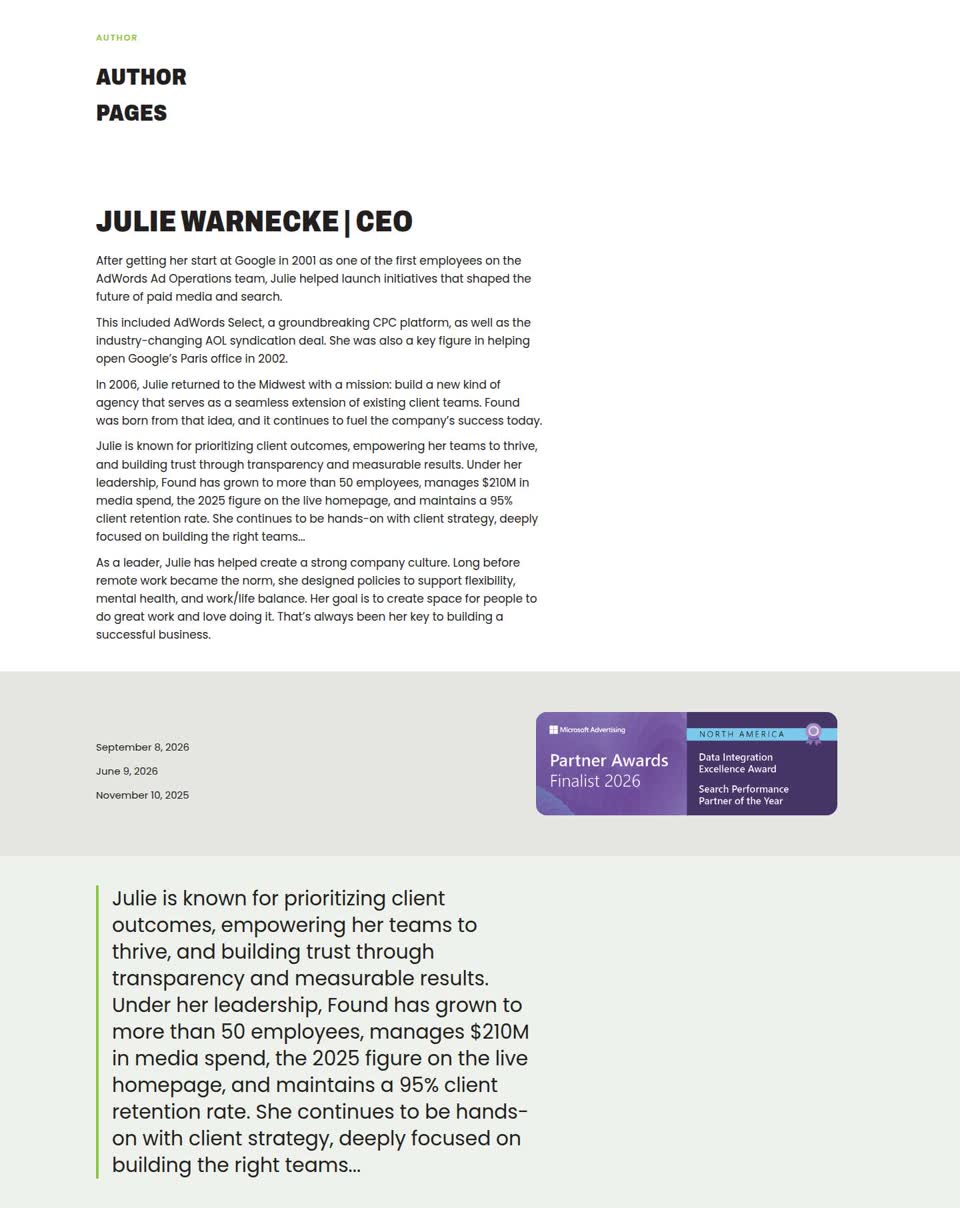 AUTHOR
AUTHOR
PAGES
JULIE WARNECKE | CEO
After getting her start at Google in 2001 as one of the first employees on the
AdWords Ad Operations team, Julie helped launch initiatives that shaped the
future of paid media and search.
This included AdWords Select, a groundbreaking CPC platform, as well as the
industry-changing AOL syndication deal. She was also a key figure in helping
open Google’s Paris office in 2002.
In 2006, Julie returned to the Midwest with a mission: build a new kind of
agency that serves as a seamless extension of existing client teams. Found
was born from that idea, and it continues to fuel the company’s success today.
Julie is known for prioritizing client outcomes, empowering her teams to thrive,
and building trust through transparency and measurable results. Under her
leadership, Found has grown to more than 50 employees, manages $210M in
media spend, the 2025 figure on the live homepage, and maintains a 95%
client retention rate. She continues to be hands-on with client strategy, deeply
focused on building the right teams...
As a leader, Julie has helped create a strong company culture. Long before
remote work became the norm, she designed policies to support flexibility,
mental health, and work/life balance. Her goal is to create space for people to
do great work and love doing it. That’s always been her key to building a
successful business.
September 8, 2026
June 9, 2026
November 10, 2025
Microsoft Advertising
Partner Awards
Finalist 2026
NORTH AMERICA
Data Integration
Excellence Award
Search Performance
Partner of the Year
Julie is known for prioritizing client
outcomes, empowering her teams to
thrive, and building trust through
transparency and measurable results.
Under her leadership, Found has grown to
more than 50 employees, manages $210M
in media spend, the 2025 figure on the live
homepage, and maintains a 95% client
retention rate. She continues to be hands-
on with client strategy, deeply focused on
building the right teams...